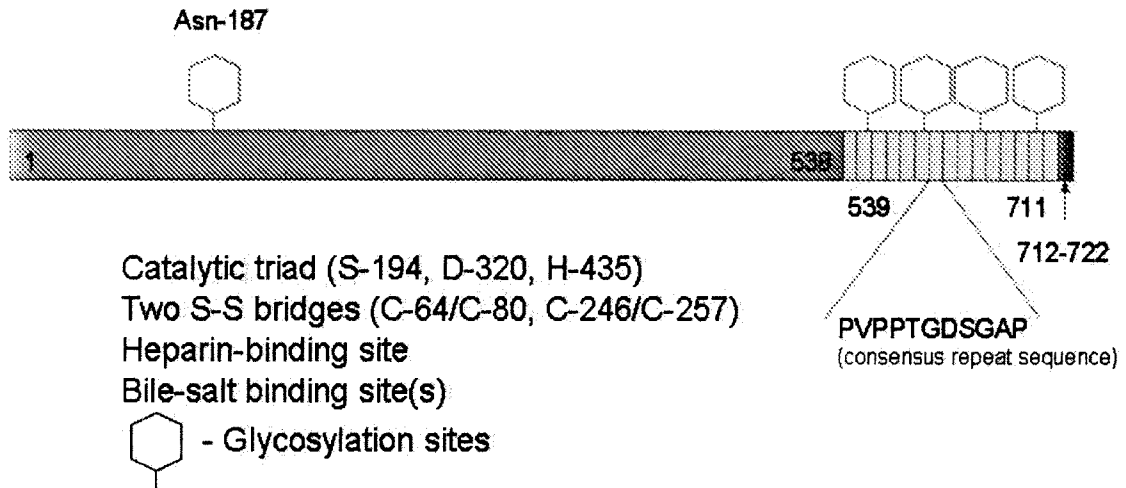 Asn-187
1 538
539 711
712-722
Catalytic triad (S-194, D-320, H-435)
Two S-S bridges (C-64/C-80, C-246/C-257)
Heparin-binding site
Bile-salt binding site(s)
- Glycosylation sites
PVPPTGDSGAP
(consensus repeat sequence)